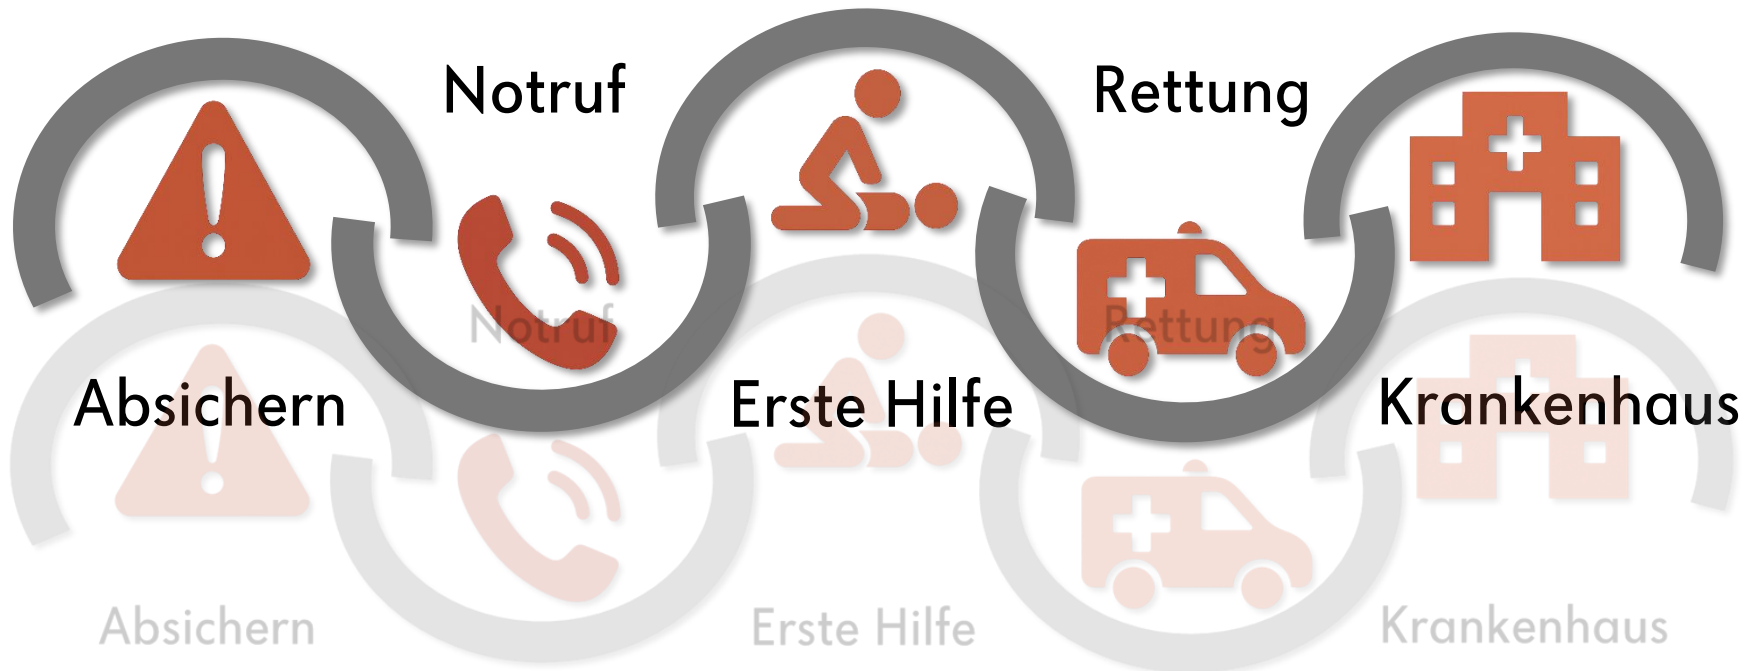 Notruf
Rettung
Notruf
Rettung
Absichern
Erste Hilfe
Krankenhaus
Absichern
Erste Hilfe
Krankenhaus